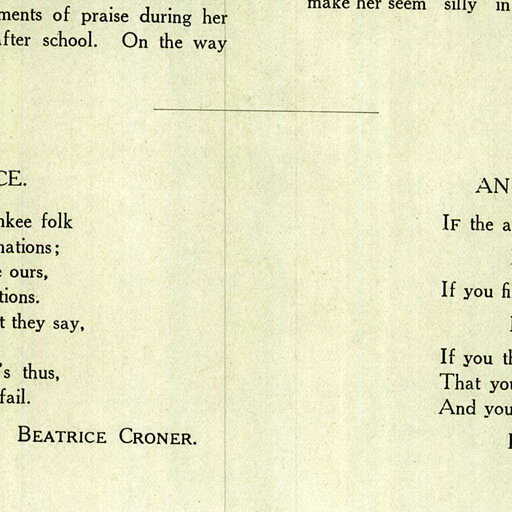 ments of praise during her
after school. On the way
make her seem silly in
CE.
nkee folk
nations;
ours,
tions.
t they say,
's thus,
fail.
BEATRICE CRONER.
AN
IF the a
If you fi
If you th
That you
And you